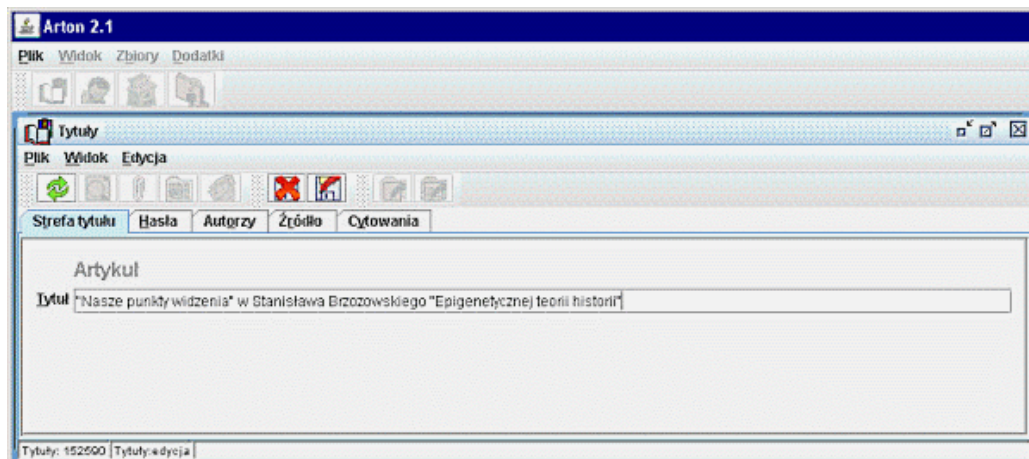 Arton 2.1
Plik Widok Zbiory Dodatki
Tytuły
Plik Widok Edycja
Strefa tytułu Hasła Autorzy Źródło Cytowania
Artykuł
Tytuł "Nasze punkty widzenia" w Stanisława Brzozowskiego "Epigenetycznej teorii historii"
Tytuły: 152590 Tytuły:edycja